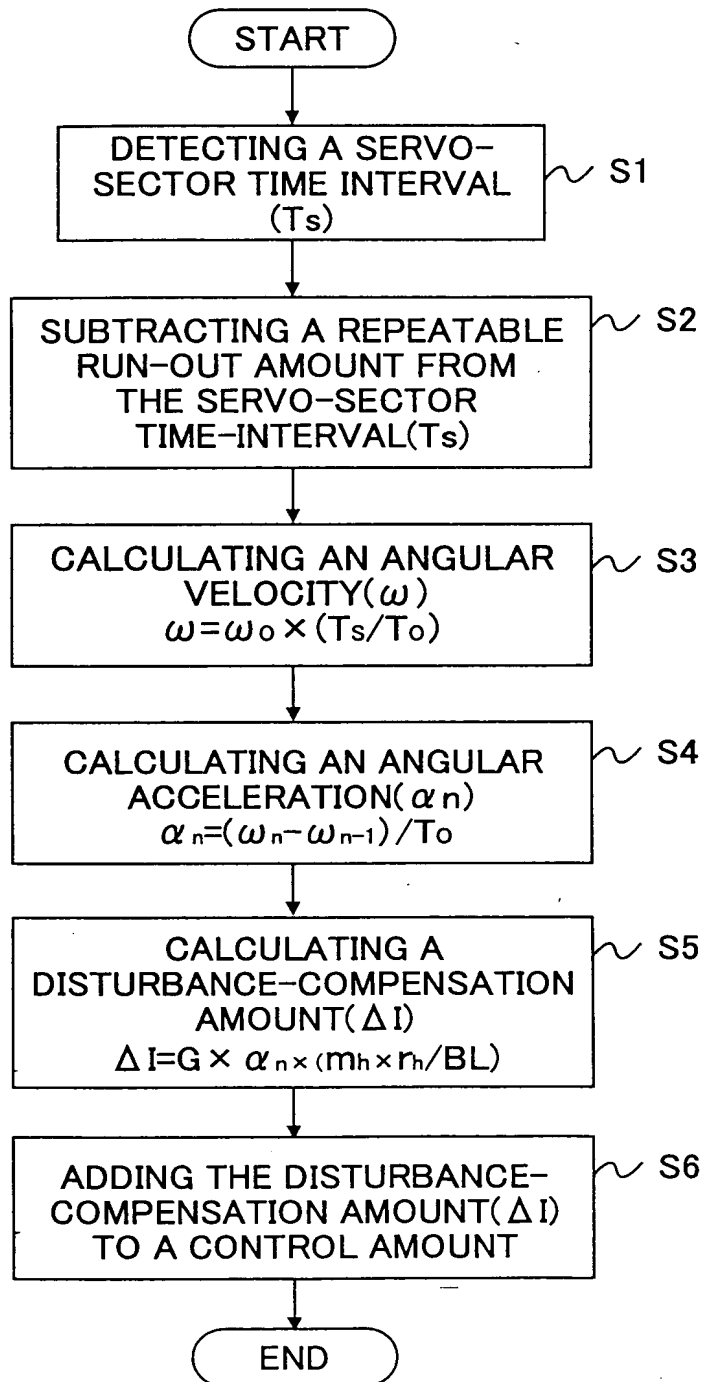 START
DETECTING A SERVO-
SECTOR TIME INTERVAL
(Ts)
S1
SUBTRACTING A REPEATABLE
RUN-OUT AMOUNT FROM
THE SERVO-SECTOR
TIME-INTERVAL(Ts)
S2
CALCULATING AN ANGULAR
VELOCITY(ω)
ω=ωo×(Ts/To)
S3
CALCULATING AN ANGULAR
ACCELERATION(αn)
αn=(ωn-ωn-1)/To
S4
CALCULATING A
DISTURBANCE-COMPENSATION
AMOUNT(ΔI)
ΔI=G×αn×(mh×rh/BL)
S5
ADDING THE DISTURBANCE-
COMPENSATION AMOUNT(ΔI)
TO A CONTROL AMOUNT
S6
END